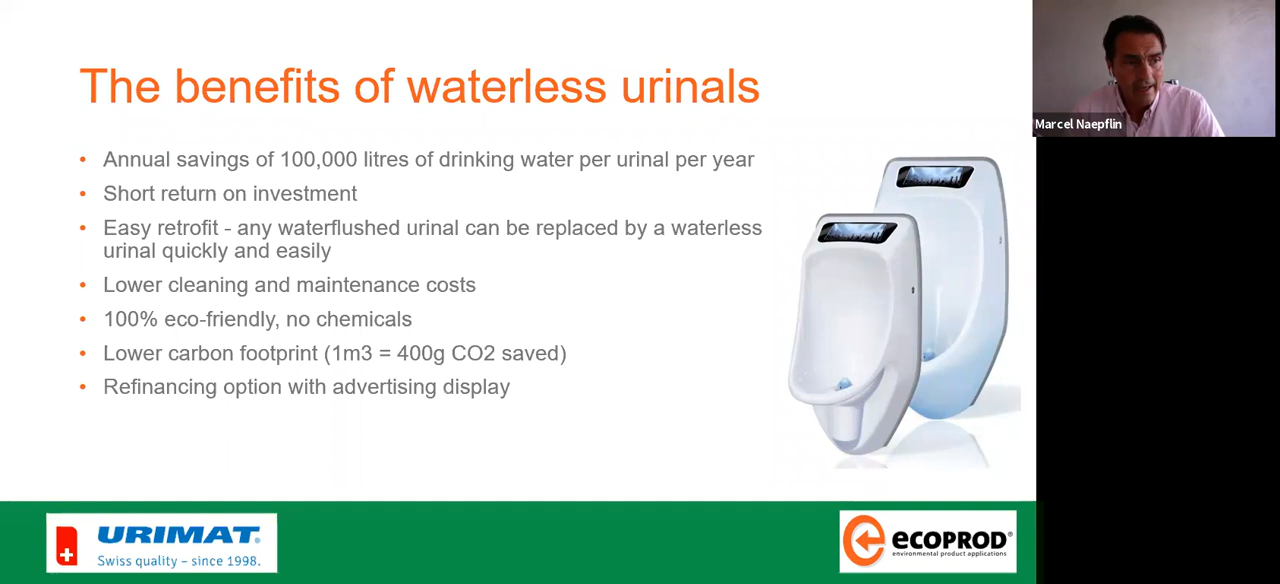 The benefits of waterless urinals
Marcel Naepflin
• Annual savings of 100,000 litres of drinking water per urinal per year
• Short return on investment
• Easy retrofit - any waterflushed urinal can be replaced by a waterless
urinal quickly and easily
• Lower cleaning and maintenance costs
• 100% eco-friendly, no chemicals
• Lower carbon footprint (1m3 = 400g CO2 saved)
• Refinancing option with advertising display
URIMAT®
Swiss quality – since 1998.
ECOPROD®
environmental product applications